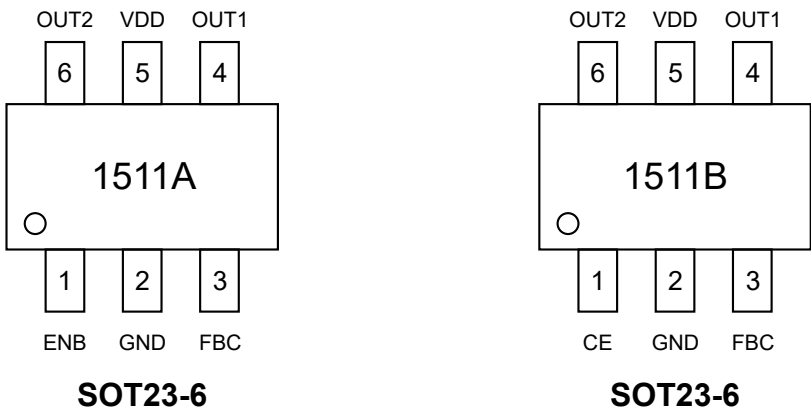 OUT2 VDD OUT1 OUT2 VDD OUT1
6 5 4 6 5 4
1511A 1511B
1 2 3 1 2 3
ENB GND FBC CE GND FBC
SOT23-6 SOT23-6